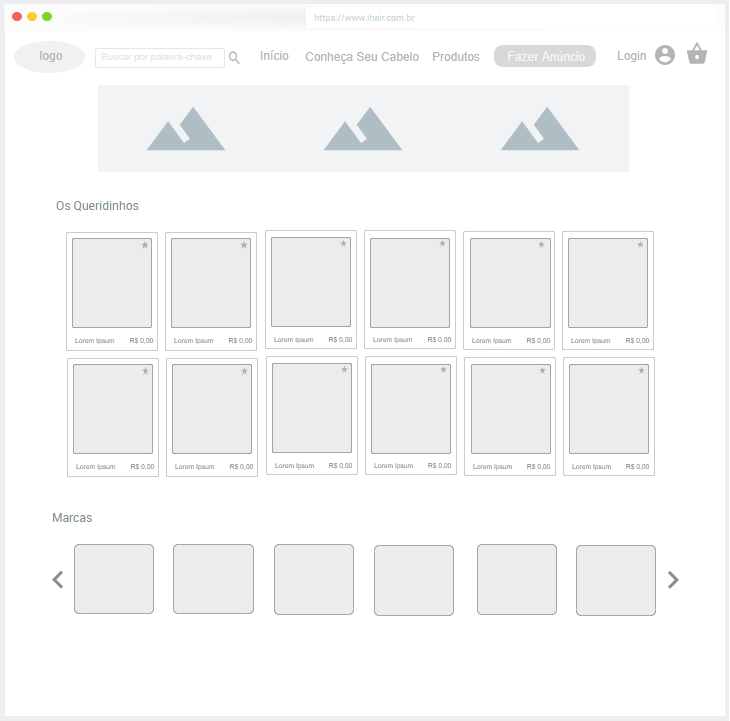 https://www.ihair.com.br
logo
Buscar por palavra-chave
Início
Conheça Seu Cabelo
Produtos
Fazer Anúncio
Login
Os Queridinhos
Lorem Ipsum R$ 0,00
Lorem Ipsum R$ 0,00
Lorem Ipsum R$ 0,00
Lorem Ipsum R$ 0,00
Lorem Ipsum R$ 0,00
Lorem Ipsum R$ 0,00
Lorem Ipsum R$ 0,00
Lorem Ipsum R$ 0,00
Lorem Ipsum R$ 0,00
Lorem Ipsum R$ 0,00
Lorem Ipsum R$ 0,00
Lorem Ipsum R$ 0,00
Marcas